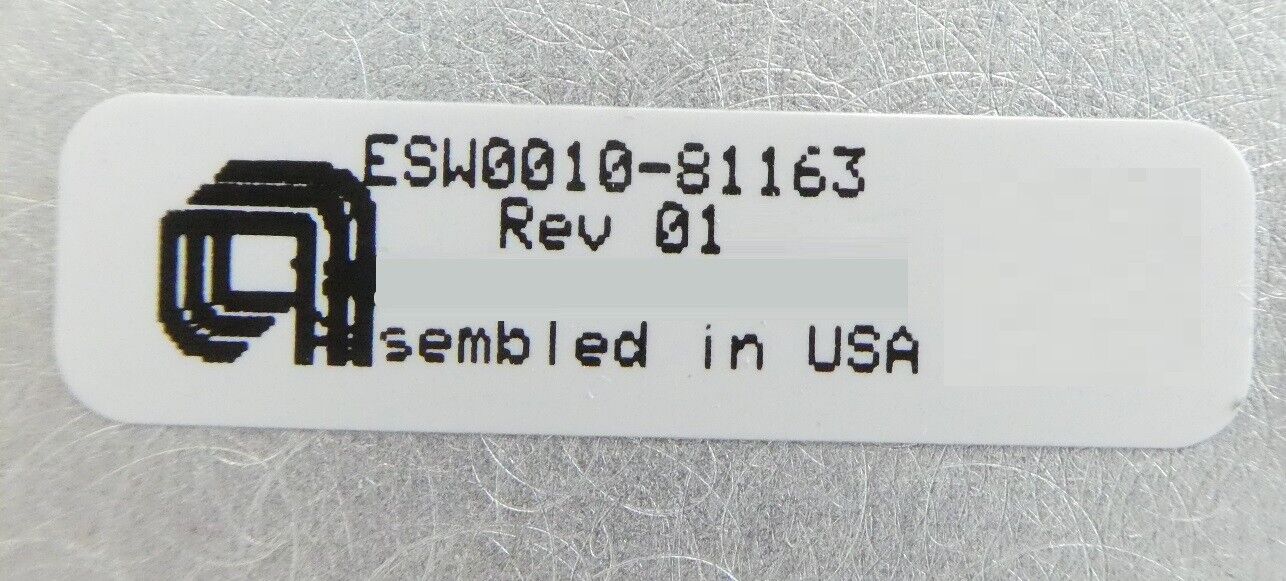 ESW0010-81163
Rev 01
sembled in USA